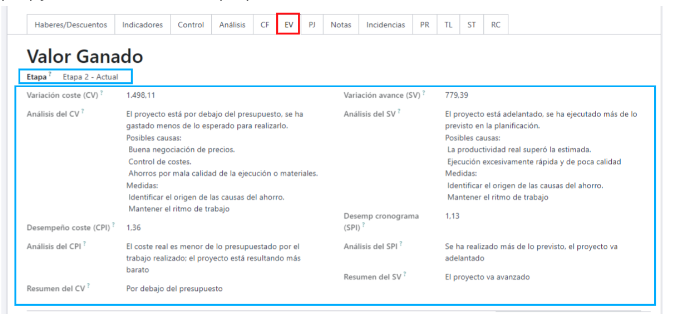 Haberes/Descuentos Indicadores Control Análisis CF EV PJ Notas Incidencias PR TL ST RC
Valor Ganado
Etapa ? Etapa 2 - Actual
Variación coste (CV) ? 1.498,11
Análisis del CV ? El proyecto está por debajo del presupuesto, se ha
gastado menos de lo esperado para realizarlo.
Posibles causas:
Buena negociación de precios.
Control de costes.
Ahorros por mala calidad de la ejecución o materiales.
Medidas:
Identificar el origen de las causas del ahorro.
Mantener el ritmo de trabajo
Desempeño coste (CPI) ? 1,36
Análisis del CPI ? El coste real es menor de lo presupuestado por el
trabajo realizado; el proyecto está resultando más
barato
Resumen del CV ? Por debajo del presupuesto
Variación avance (SV) ? 779,39
Análisis del SV ? El proyecto está adelantado, se ha ejecutado más de lo
previsto en la planificación.
Posibles causas:
La productividad real superó la estimada.
Ejecución excesivamente rápida y de poca calidad
Medidas:
Identificar el origen de las causas del ahorro.
Mantener el ritmo de trabajo
Desemp cronograma 1,13
(SPI) ?
Análisis del SPI ? Se ha realizado más de lo previsto, el proyecto va
adelantado
Resumen del SV ? El proyecto va avanzado